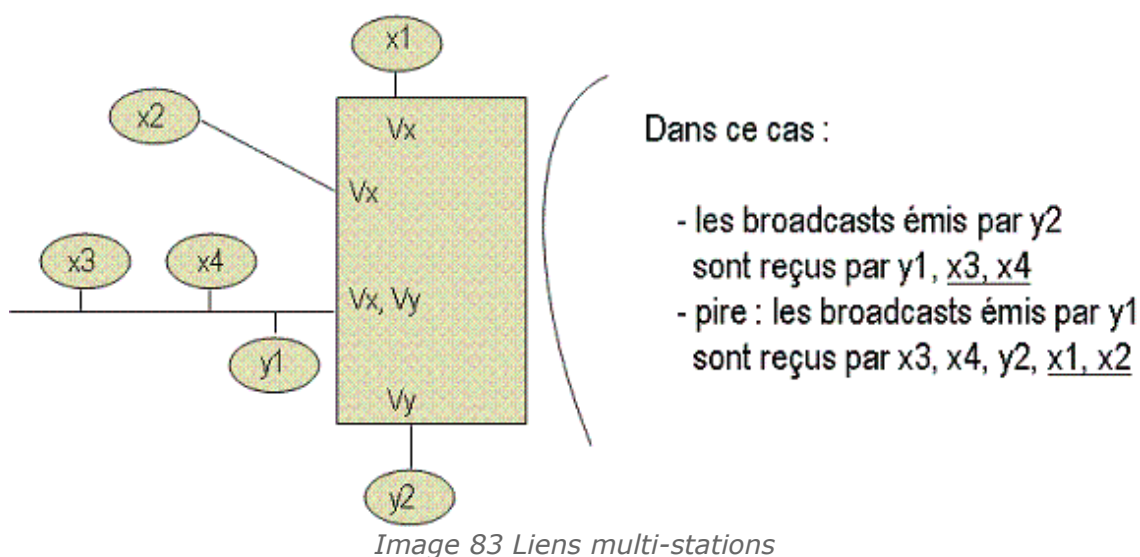 x1
x2
Vx
Vx
x3
x4
Vx, Vy
y1
Vy
y2
Dans ce cas :
- les broadcasts émis par y2
sont reçus par y1, x3, x4
- pire : les broadcasts émis par y1
sont reçus par x3, x4, y2, x1, x2
Image 83 Liens multi-stations